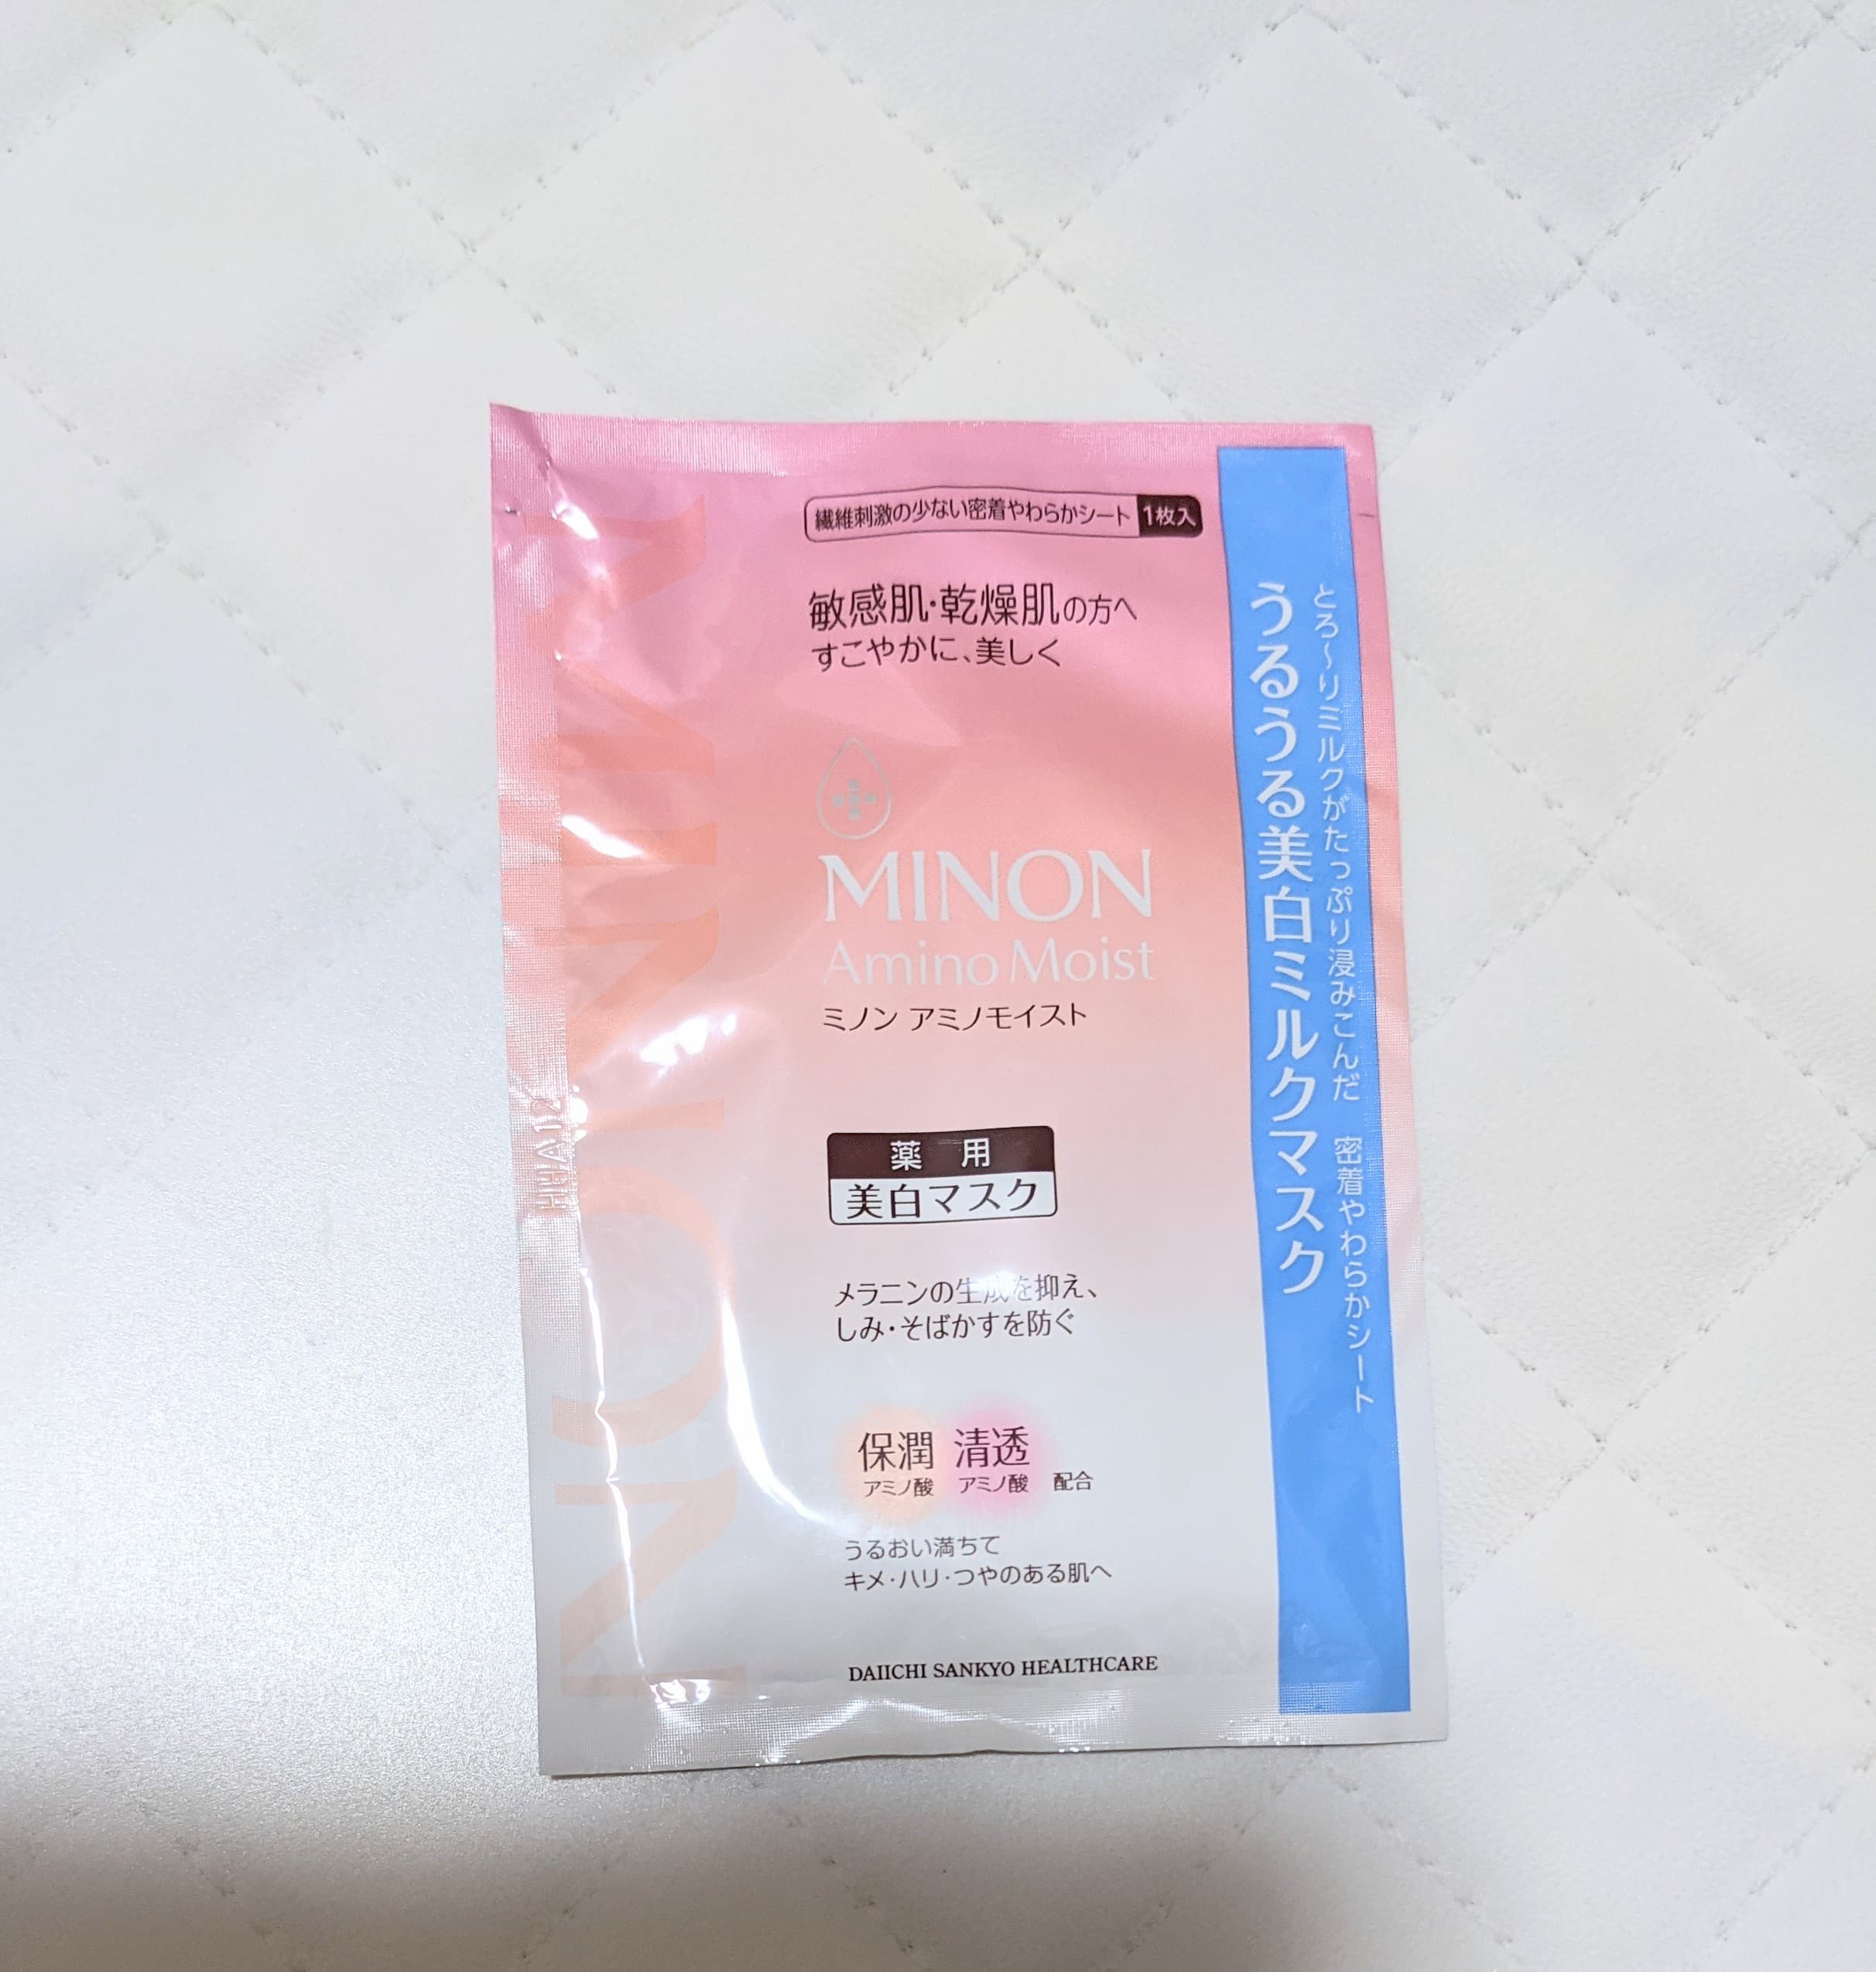 繊維刺激の少ない密着やわらかシート 1枚入
敏感肌・乾燥肌の方へ
すこやかに、美しく
MINON
Amino Moist
ミノン アミノモイスト
薬用
美白マスク
メラニンの生成を抑え、
しみ・そばかすを防ぐ
保潤 清透
アミノ酸 アミノ酸 配合
うるおい満ちて
キメ・ハリ・つやのある肌へ
DAIICHI SANKYO HEALTHCARE
とろ〜りミルクがたっぷり浸みこんだ 密着やわらかシート
うるうる美白ミルクマスク
MINON